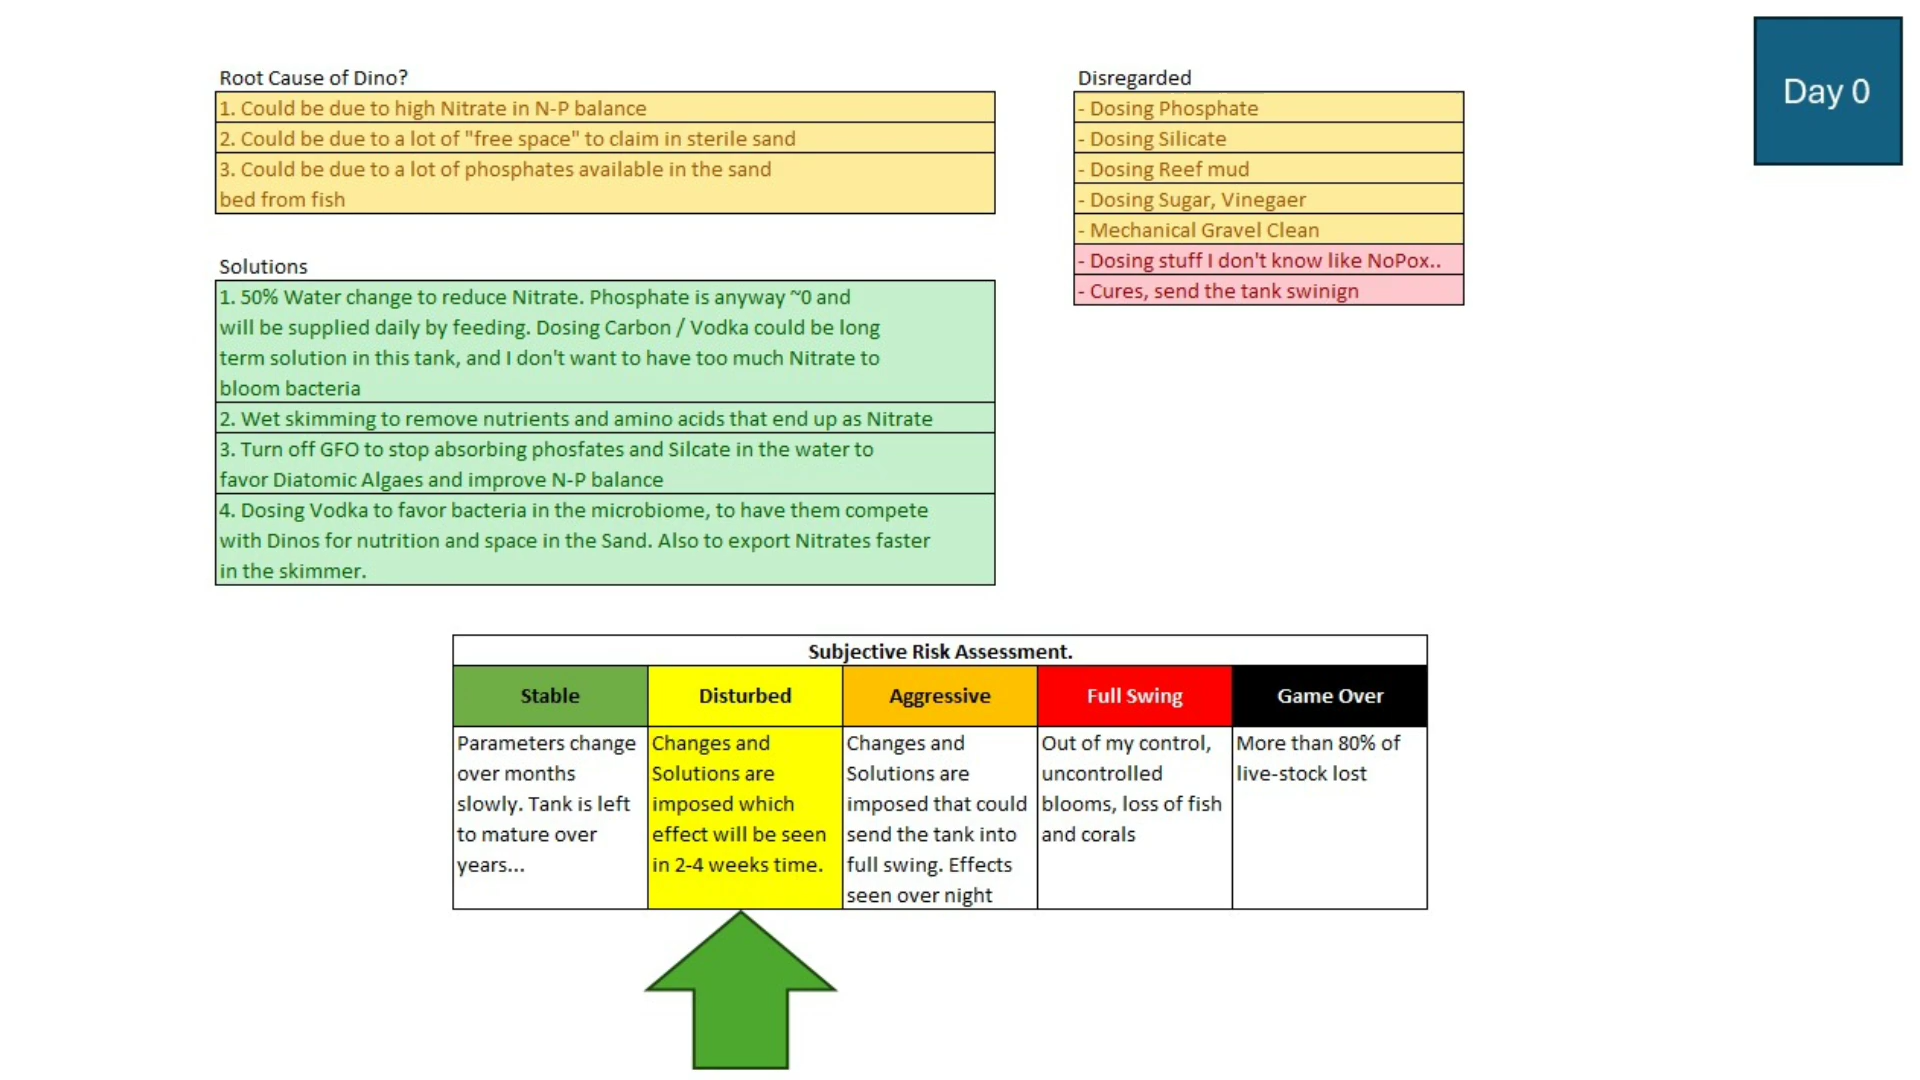 Day 0
Root Cause of Dino?
1. Could be due to high Nitrate in N-P balance
2. Could be due to a lot of "free space" to claim in sterile sand
3. Could be due to a lot of phosphates available in the sand
bed from fish
Disregarded
- Dosing Phosphate
- Dosing Silicate
- Dosing Reef mud
- Dosing Sugar, Vinegaer
- Mechanical Gravel Clean
- Dosing stuff I don't know like NoPox..
- Cures, send the tank swinign
Solutions
1. 50% Water change to reduce Nitrate. Phosphate is anyway ~0 and
will be supplied daily by feeding. Dosing Carbon / Vodka could be long
term solution in this tank, and I don't want to have too much Nitrate to
bloom bacteria
2. Wet skimming to remove nutrients and amino acids that end up as Nitrate
3. Turn off GFO to stop absorbing phosfates and Silcate in the water to
favor Diatomic Algaes and improve N-P balance
4. Dosing Vodka to favor bacteria in the microbiome, to have them compete
with Dinos for nutrition and space in the Sand. Also to export Nitrates faster
in the skimmer.
Subjective Risk Assessment.
Stable
Disturbed
Aggressive
Full Swing
Game Over
Parameters change
over months
slowly. Tank is left
to mature over
years...
Changes and
Solutions are
imposed which
effect will be seen
in 2-4 weeks time.
Changes and
Solutions are
imposed that could
send the tank into
full swing. Effects
seen over night
Out of my control,
uncontrolled
blooms, loss of fish
and corals
More than 80% of
live-stock lost